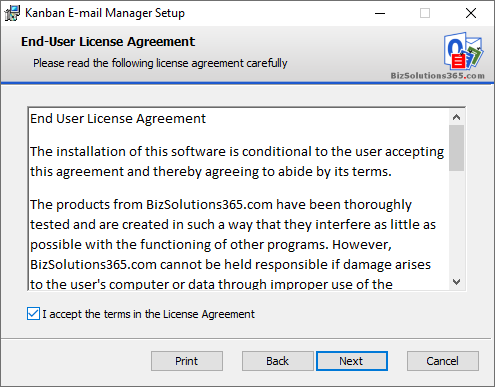 Kanban E-mail Manager Setup
End-User License Agreement
Please read the following license agreement carefully
BizSolutions365.com
End User License Agreement
The installation of this software is conditional to the user accepting
this agreement and thereby agreeing to abide by its terms.
The products from BizSolutions365.com have been thoroughly
tested and are created in such a way that they interfere as little as
possible with the functioning of other programs. However,
BizSolutions365.com cannot be held responsible if damage arises
to the user's computer or data through improper use of the
I accept the terms in the License Agreement
Print Back Next Cancel